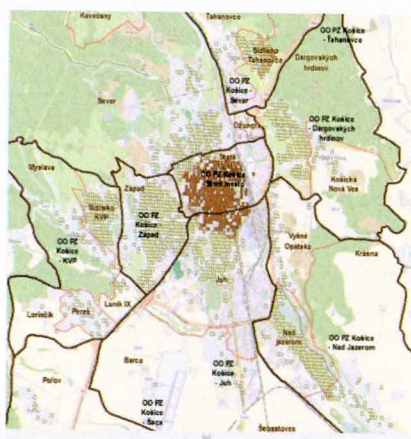 Kavečany
Ťahanovce
OO PZ Košice
- Ťahanovce
Sídlisko
Ťahanovce
Dargovských
hrdinov
OO PZ
Košice
-
Sever
Sever
Džungľa
OO PZ Košice
- Dargovských
hrdinov
Staré
OO PZ Košice
Staré mesto
Myslava
Západ
Košická
Nová Ves
Sídlisko
KVP
OO PZ
Košice
- KVP
OO PZ
Košice
-
Západ
Vyšné
Opátske
Krásna
Luník IX
Juh
Lorinčík
Pereš
Nad
jazerom
OO PZ Košice
- Nad Jazerom
Barca
OO PZ
Košice
- Juh
Poľov
OO PZ
Košice
- Šaca
Šebastovce